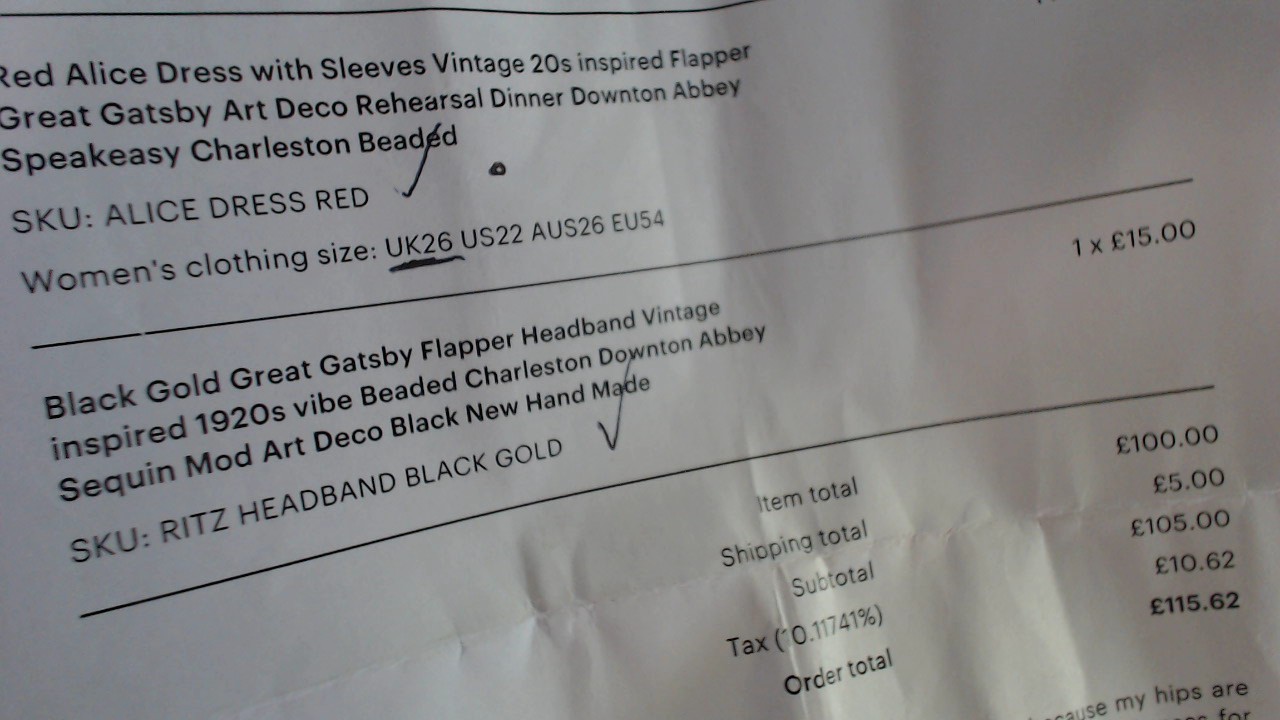 Red Alice Dress with Sleeves Vintage 20s inspired Flapper
Great Gatsby Art Deco Rehearsal Dinner Downton Abbey
Speakeasy Charleston Beaded
SKU: ALICE DRESS RED
Women's clothing size: UK26 US22 AUS26 EU54
1 x £15.00
Black Gold Great Gatsby Flapper Headband Vintage
inspired 1920s vibe Beaded Charleston Downton Abbey
Sequin Mod Art Deco Black New Hand Made
SKU: RITZ HEADBAND BLACK GOLD
Item total £100.00
Shipping total £5.00
Subtotal £105.00
Tax (10.11741%) £10.62
Order total £115.62
my hips are
for